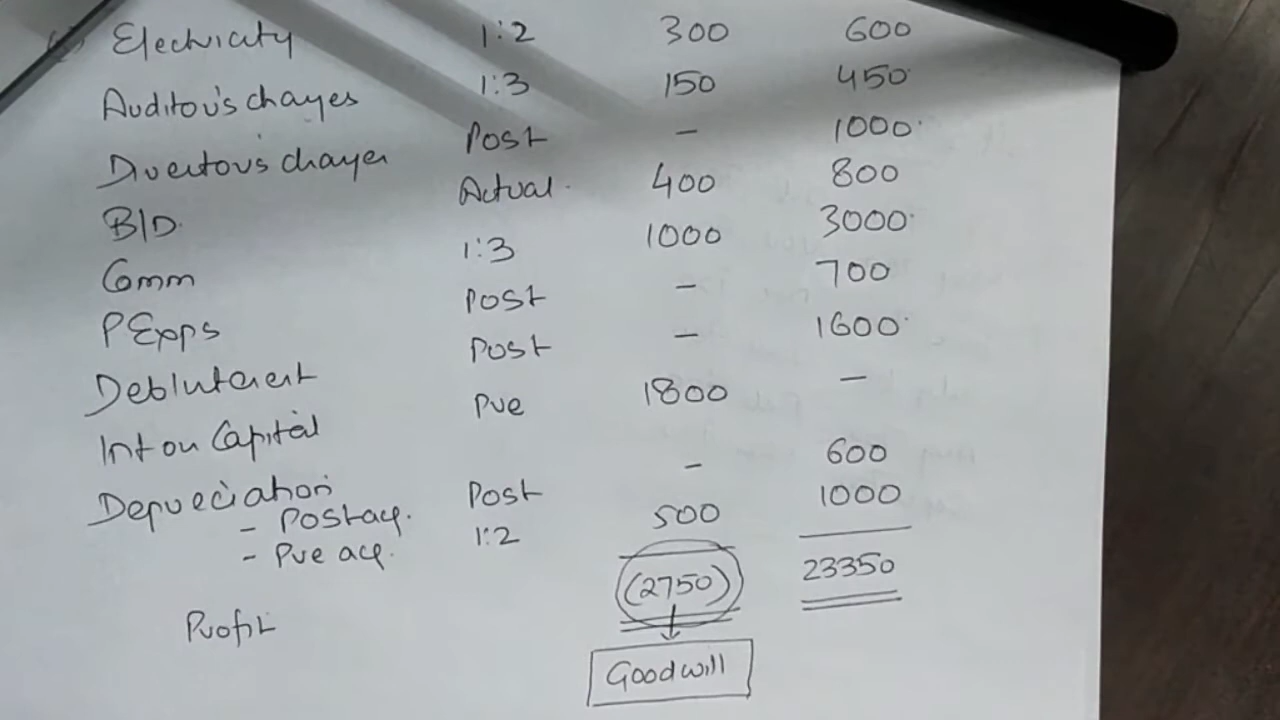 Electricity 1:2 300 600
Auditor's charges 1:3 150 450
Director's charges Post – 1000
B/D. Actual. 400 800
Comm 1:3 1000 3000
P Exps Post – 700
Deb Interest Post – 1600
Int on Capital Pre 1800 –
Depreciation
- Post acq. Post – 600
- Pre acq. 1:2 500 1000
Profit (2750) 23350
Goodwill